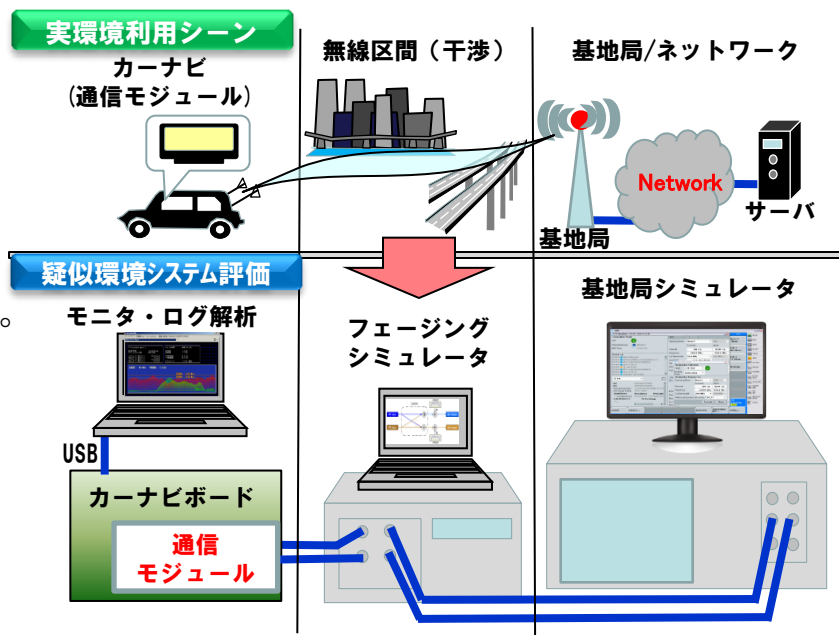 実環境利用シーン
カーナビ
(通信モジュール)
無線区間（干渉）
基地局/ネットワーク
Network
サーバ
基地局
疑似環境システム評価
。
モニタ・ログ解析
フェージング
シミュレータ
基地局シミュレータ
USB
カーナビボード
通信
モジュール